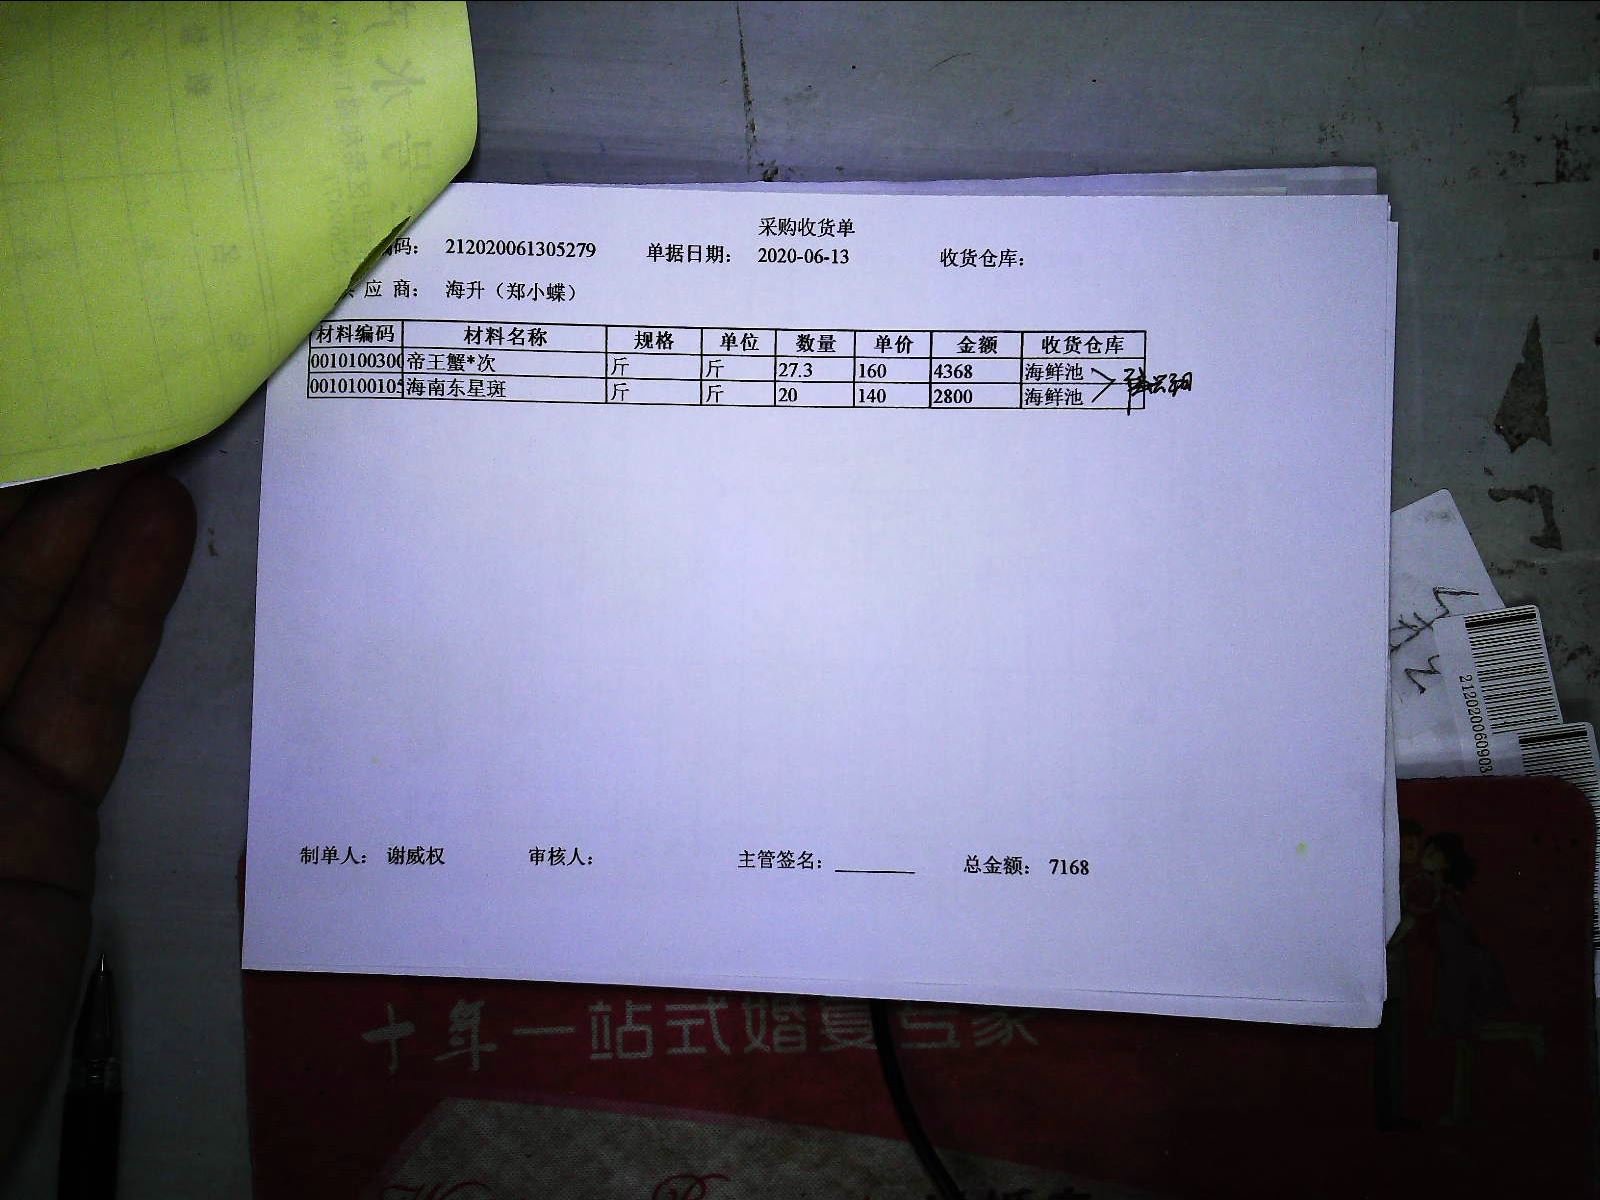 采购收货单
码： 212020061305279 单据日期： 2020-06-13 收货仓库：
应 商： 海升（郑小蝶）
材料编码 材料名称 规格 单位 数量 单价 金额 收货仓库
0010100300 帝王蟹*次 斤 斤 27.3 160 4368 海鲜池
001010010 海南东星斑 斤 斤 20 140 2800 海鲜池
制单人： 谢威权 审核人： 主管签名： 总金额： 7168
212020060903
十年一站式婚宴专家